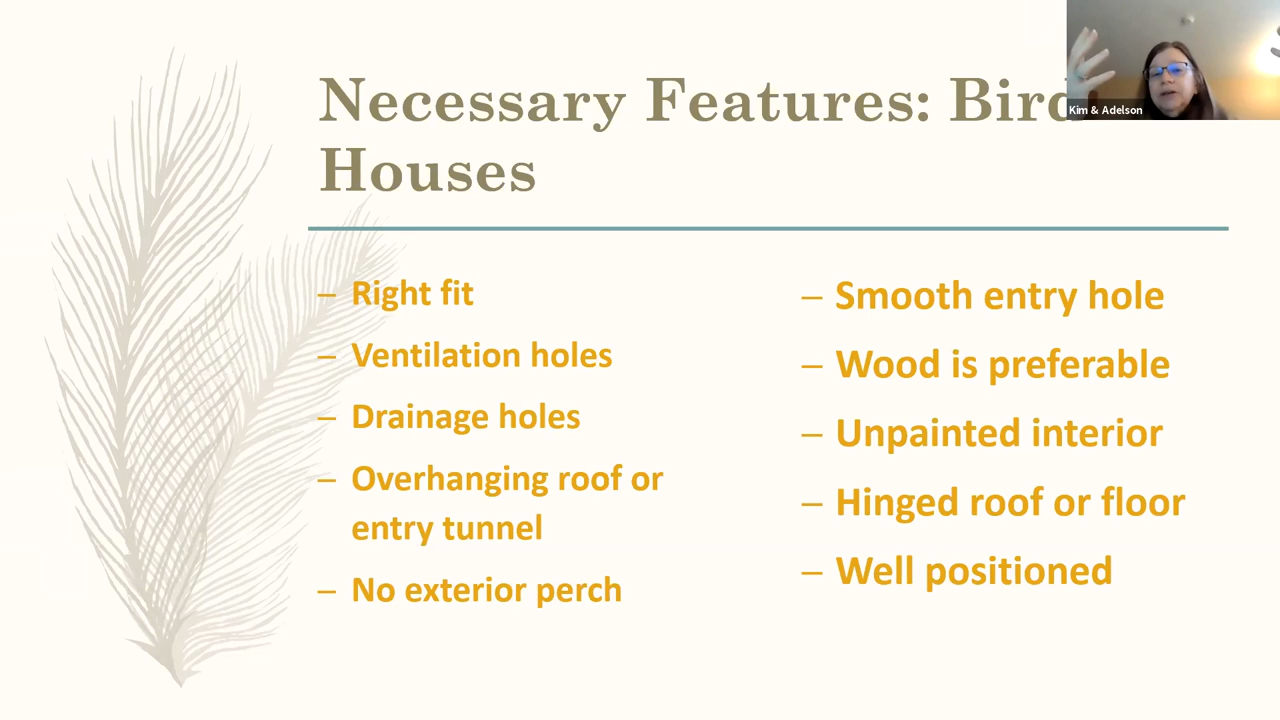 Necessary Features: Bird
Houses
Kim & Adelson
– Right fit
– Ventilation holes
– Drainage holes
– Overhanging roof or
entry tunnel
– No exterior perch
– Smooth entry hole
– Wood is preferable
– Unpainted interior
– Hinged roof or floor
– Well positioned